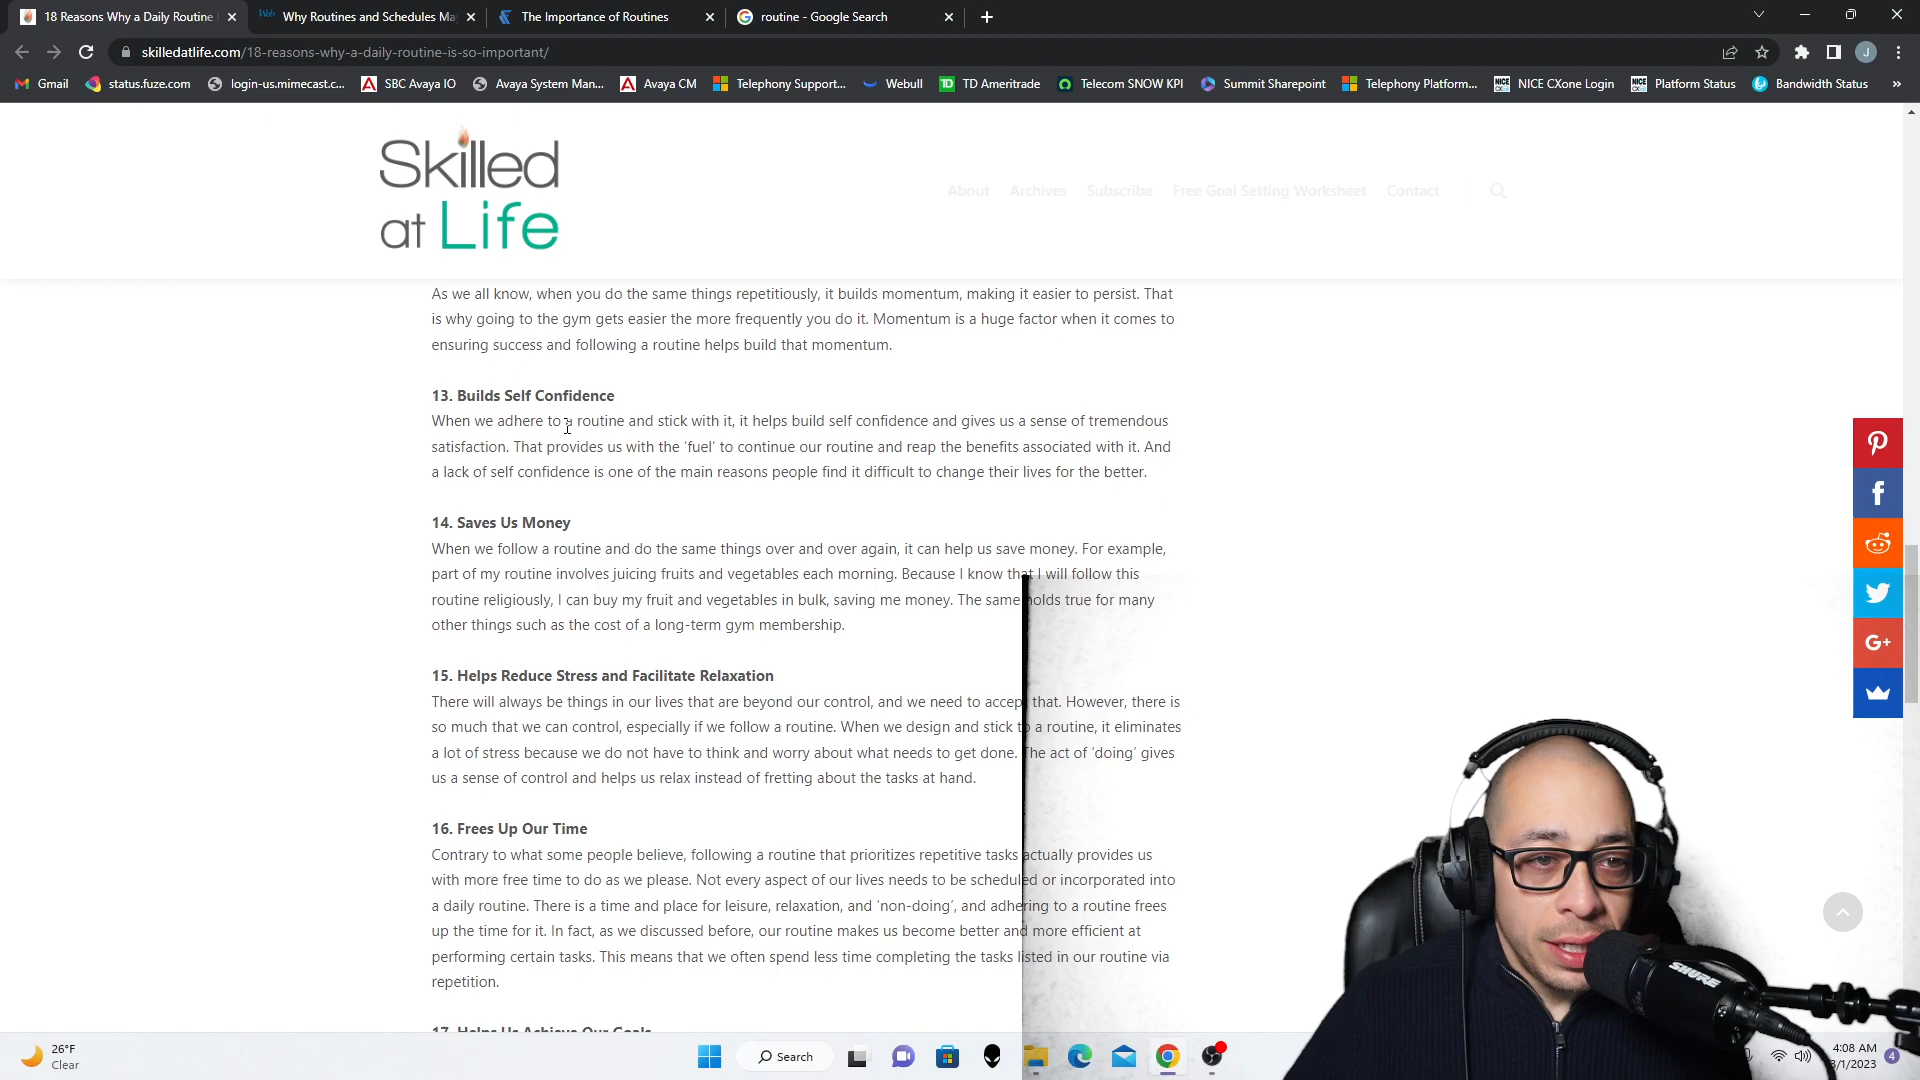 18 Reasons Why a Daily Routine
Why Routines and Schedules Ma
The Importance of Routines
routine - Google Search
skilledatlife.com/18-reasons-why-a-daily-routine-is-so-important/
J
Gmail
status.fuze.com
login-us.mimecast.c...
SBC Avaya IO
Avaya System Man...
Avaya CM
Telephony Support...
Webull
TD Ameritrade
Telecom SNOW KPI
Summit Sharepoint
Telephony Platform...
NICE CXone Login
Platform Status
Bandwidth Status
»
Skilled
at Life
About
Archives
Subscribe
Free Goal Setting Worksheet
Contact
As we all know, when you do the same things repetitiously, it builds momentum, making it easier to persist. That
is why going to the gym gets easier the more frequently you do it. Momentum is a huge factor when it comes to
ensuring success and following a routine helps build that momentum.
13. Builds Self Confidence
When we adhere to a routine and stick with it, it helps build self confidence and gives us a sense of tremendous
satisfaction. That provides us with the ‘fuel’ to continue our routine and reap the benefits associated with it. And
a lack of self confidence is one of the main reasons people find it difficult to change their lives for the better.
14. Saves Us Money
When we follow a routine and do the same things over and over again, it can help us save money. For example,
part of my routine involves juicing fruits and vegetables each morning. Because I know that I will follow this
routine religiously, I can buy my fruit and vegetables in bulk, saving me money. The same holds true for many
other things such as the cost of a long-term gym membership.
15. Helps Reduce Stress and Facilitate Relaxation
There will always be things in our lives that are beyond our control, and we need to accept that. However, there is
so much that we can control, especially if we follow a routine. When we design and stick to a routine, it eliminates
a lot of stress because we do not have to think and worry about what needs to get done. The act of ‘doing’ gives
us a sense of control and helps us relax instead of fretting about the tasks at hand.
16. Frees Up Our Time
Contrary to what some people believe, following a routine that prioritizes repetitive tasks actually provides us
with more free time to do as we please. Not every aspect of our lives needs to be scheduled or incorporated into
a daily routine. There is a time and place for leisure, relaxation, and ‘non-doing’, and adhering to a routine frees
up the time for it. In fact, as we discussed before, our routine makes us become better and more efficient at
performing certain tasks. This means that we often spend less time completing the tasks listed in our routine via
repetition.
17. Helps Us Achieve Our Goals
G+
SHURE
26°F
Clear
Search
4:08 AM
3/1/2023
4